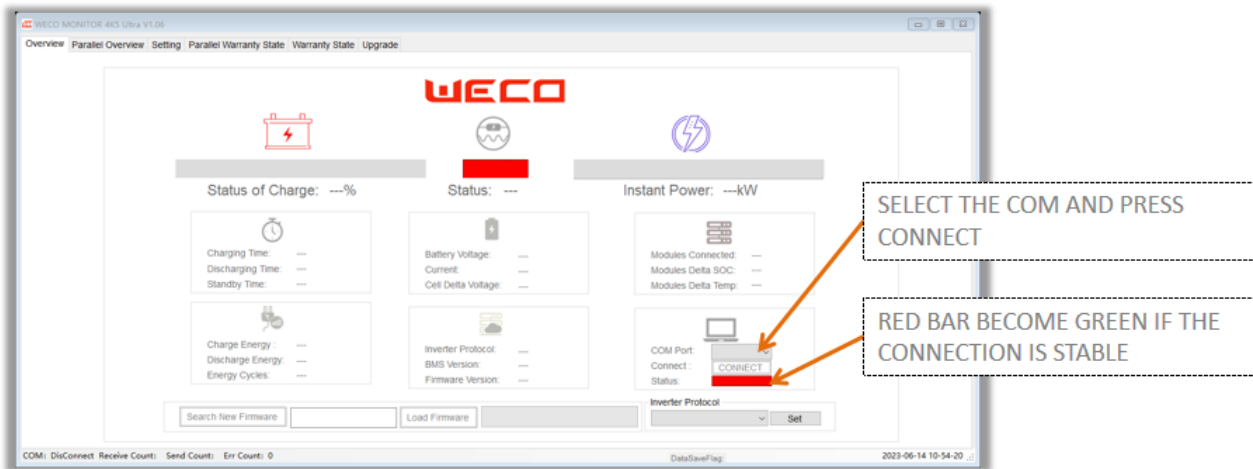 WECO MONITOR 4K5 Ultra V1.06
Overview Parallel Overview Setting Parallel Warranty State Warranty State Upgrade
WECO
Status of Charge: ---%
Status: ---
Instant Power: ---kW
Charging Time: ---
Discharging Time: ---
Standby Time: ---
Battery Voltage: ---
Current: ---
Cell Delta Voltage: ---
Modules Connected: ---
Modules Delta SOC: ---
Modules Delta Temp: ---
Charge Energy : ---
Discharge Energy: ---
Energy Cycles: ---
Inverter Protocol: ---
BMS Version: ---
Firmware Version: ---
COM Port:
Connect : CONNECT
Status:
Search New Firmware
Load Firmware
Inverter Protocol
Set
COM: DisConnect Receive Count: Send Count: Err Count: 0
DataSaveFlag:
2023-06-14 10-54-20
SELECT THE COM AND PRESS
CONNECT
RED BAR BECOME GREEN IF THE
CONNECTION IS STABLE